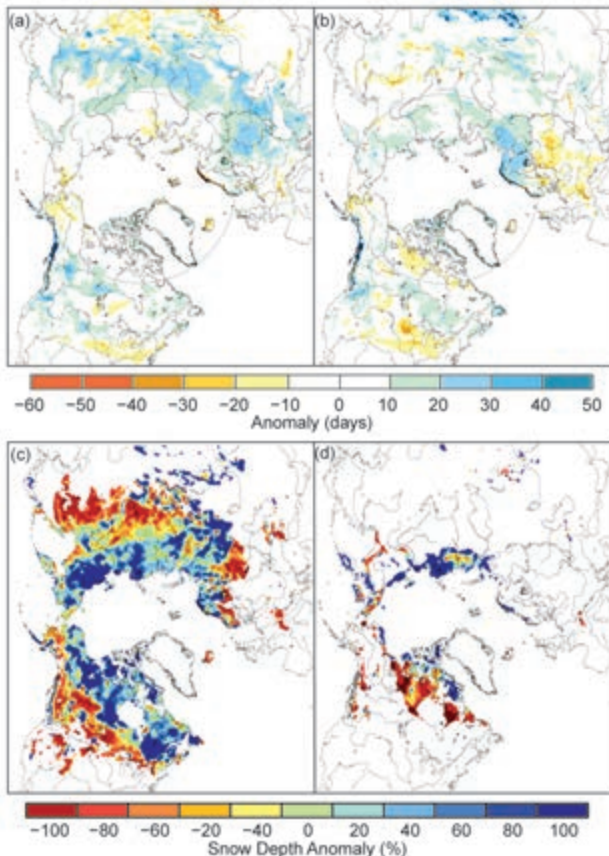 (a) (b)
−60 −50 −40 −30 −20 −10 0 10 20 30 40 50
Anomaly (days)
(c) (d)
−100 −80 −60 −20 −40 0 20 40 60 80 100
Snow Depth Anomaly (%)